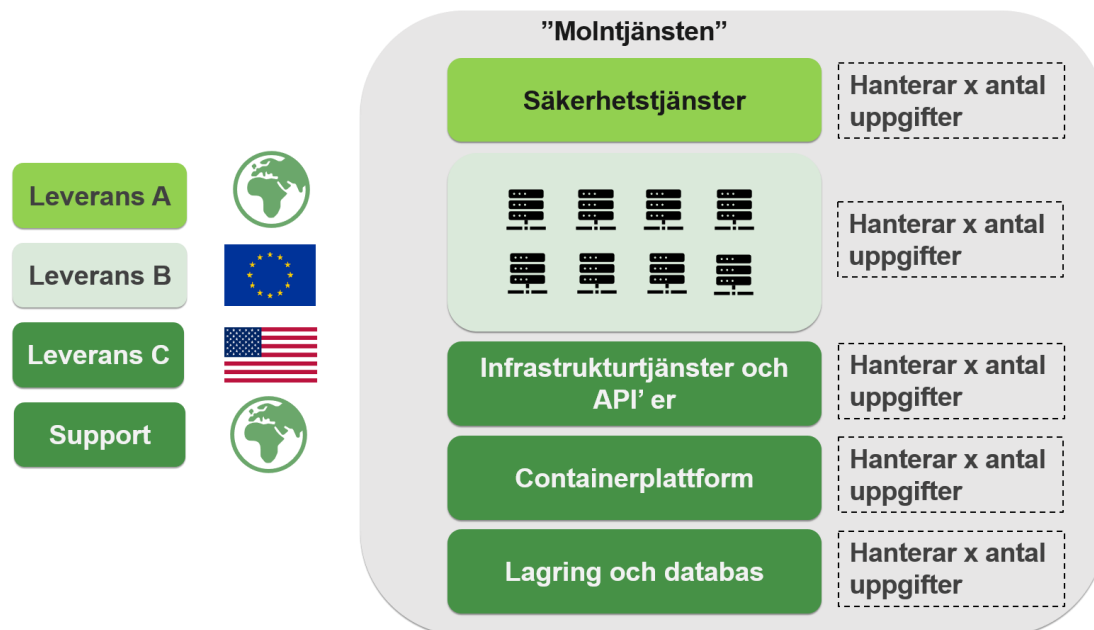 ”Molntjänsten”
Säkerhetstjänster
Hanterar x antal
uppgifter
Leverans A
Leverans B
Hanterar x antal
uppgifter
Leverans C
Support
Infrastrukturtjänster och
API’ er
Hanterar x antal
uppgifter
Containerplattform
Hanterar x antal
uppgifter
Lagring och databas
Hanterar x antal
uppgifter